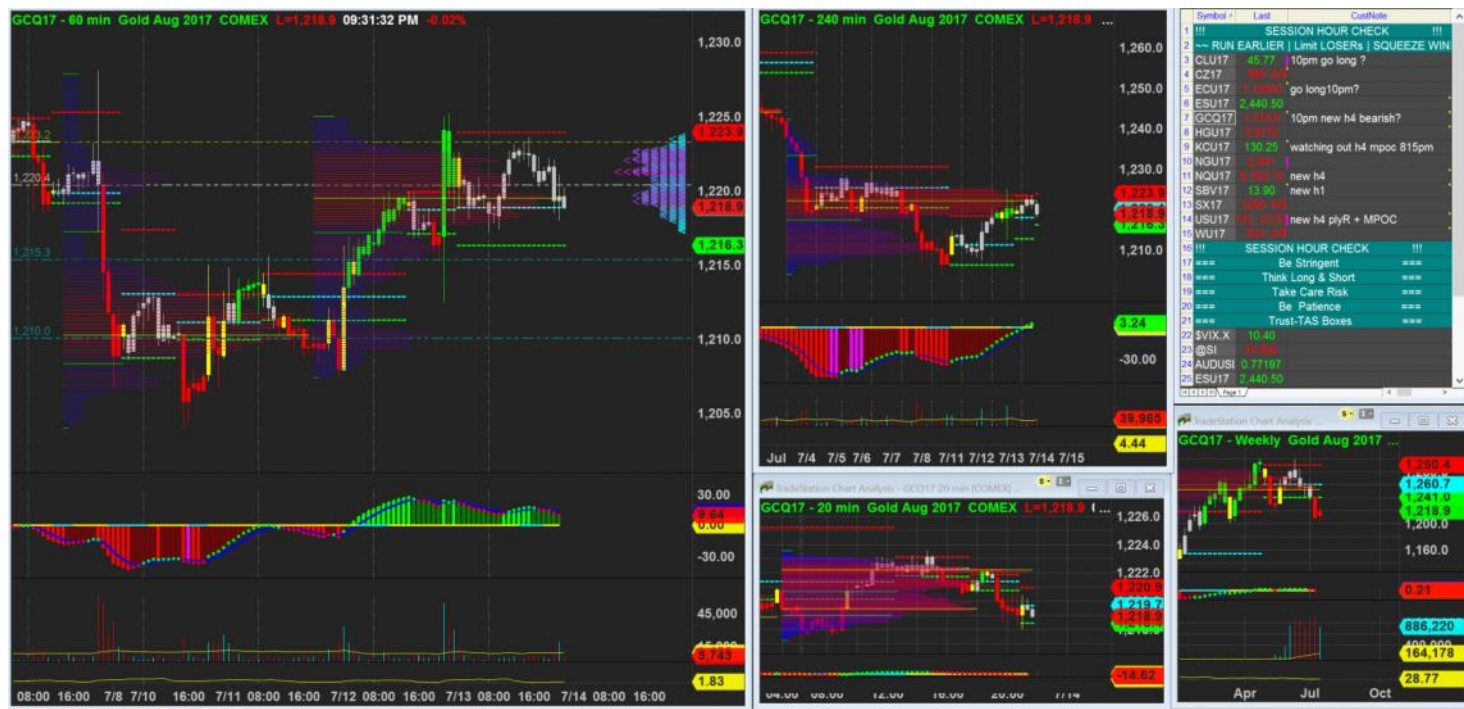 GCQ17 - 60 min Gold Aug 2017 COMEX L=1,218.9 09:31:32 PM -0.02%
1,230.0
1,225.0
1,223.9
1,223.2
1,220.4
1,220.0
1,218.9
1,216.3
1,215.3
1,215.0
1,210.0
1,210.0
1,205.0
30.00
9.64
0.00
-30.00
45,000
5,743
1.83
08:00 16:00 7/8 7/10 16:00 7/11 08:00 16:00 7/12 08:00 16:00 7/13 08:00 16:00 7/14 08:00 16:00
GCQ17 - 240 min Gold Aug 2017 COMEX L=1,218.9 ...
1,260.0
1,250.0
1,240.0
1,230.0
1,223.9
1,218.9
1,216.3
1,210.0
3.24
-30.00
39,965
4.44
Jul 7/4 7/5 7/6 7/7 7/8 7/11 7/12 7/13 7/14 7/15
TradeStation Chart Analysis - GCQ17 20 min [COMEX] ...
GCQ17 - 20 min Gold Aug 2017 COMEX L=1,218.9 ( ...
1,226.0
1,224.0
1,222.0
1,220.9
1,219.7
1,218.9
-14.62
04:00 08:00 12:00 16:00 20:00 7/14
Symbol Last CustNote
1 !!! SESSION HOUR CHECK !!!
2 ~~ RUN EARLIER | Limit LOSERs | SQUEEZE WIN
3 CLU17 45.77 10pm go long ?
4 CZ17
5 ECU17 go long10pm?
6 ESU17 2,440.50
7 GCQ17 10pm new h4 bearish?
8 HGU17
9 KCU17 130.25 watching out h4 mpoc 815pm
10 NGU17
11 NQU17 new h4
12 SBV17 13.90 new h1
13 SX17
14 USU17 new h4 plyR + MPOC
15 WU17
16 !!! SESSION HOUR CHECK !!!
17 === Be Stringent ===
18 === Think Long & Short ===
19 === Take Care Risk ===
20 === Be Patience ===
21 === Trust-TAS Boxes ===
22 $VIX.X 10.40
23 @SI
24 AUDUSI 0.77197
25 ESU17 2,440.50
Page 1
TradeStation Chart Analysis ...
GCQ17 - Weekly Gold Aug 2017 ...
1,290.4
1,260.7
1,241.0
1,218.9
1,200.0
1,160.0
0.21
886,220
164,178
28.77
Apr Jul Oct